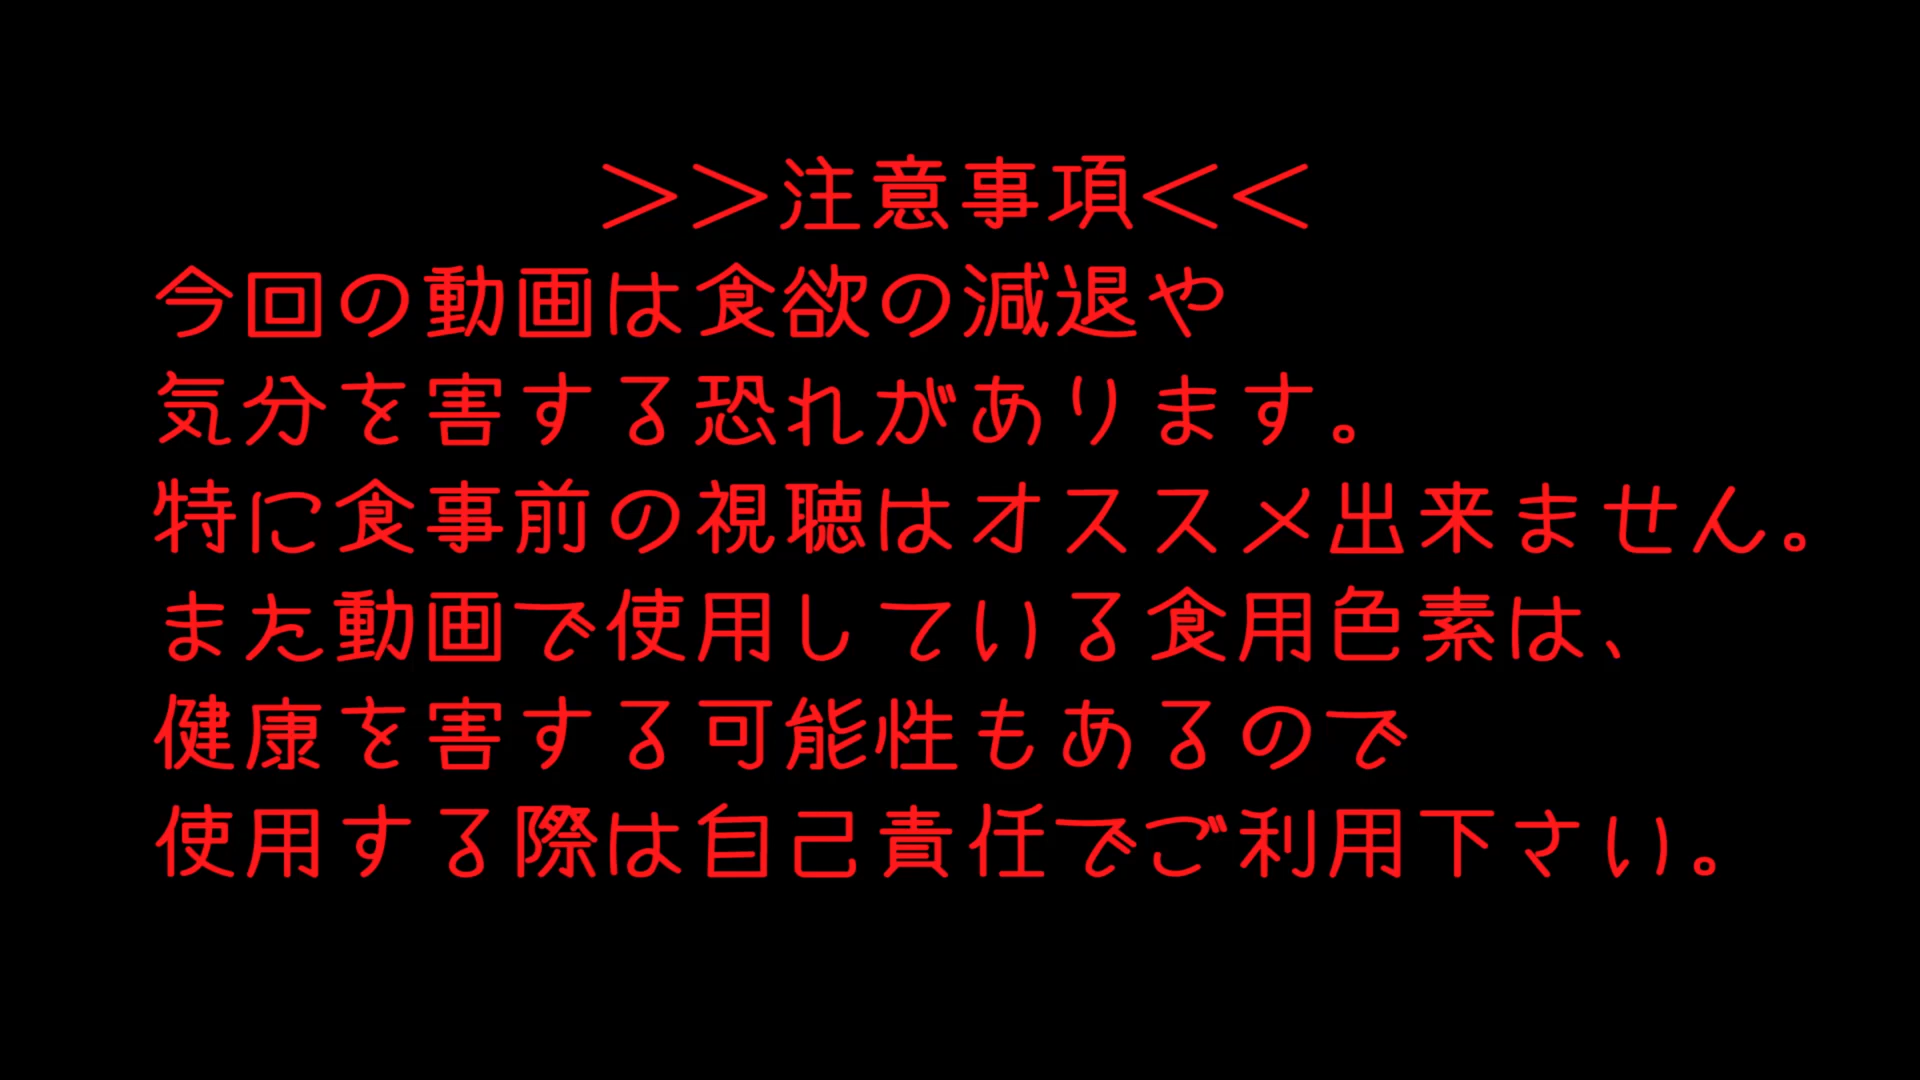 ＞＞注意事項＜＜
今回の動画は食欲の減退や
気分を害する恐れがあります。
特に食事前の視聴はオススメ出来ません。
また動画で使用している食用色素は、
健康を害する可能性もあるので
使用する際は自己責任でご利用下さい。